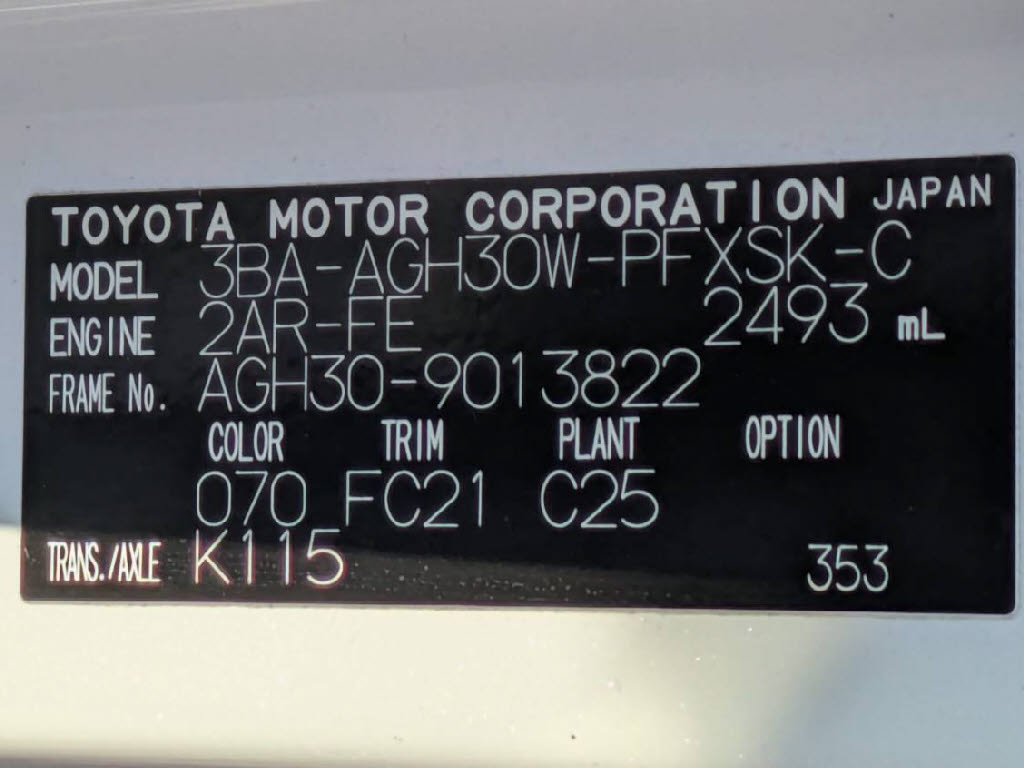 TOYOTA MOTOR CORPORATION JAPAN
MODEL 3BA-AGH30W-PFXSK-C
ENGINE 2AR-FE 2493 mL
FRAME No. AGH30-9013822
COLOR TRIM PLANT OPTION
070 FC21 C25
TRANS./AXLE K115 353